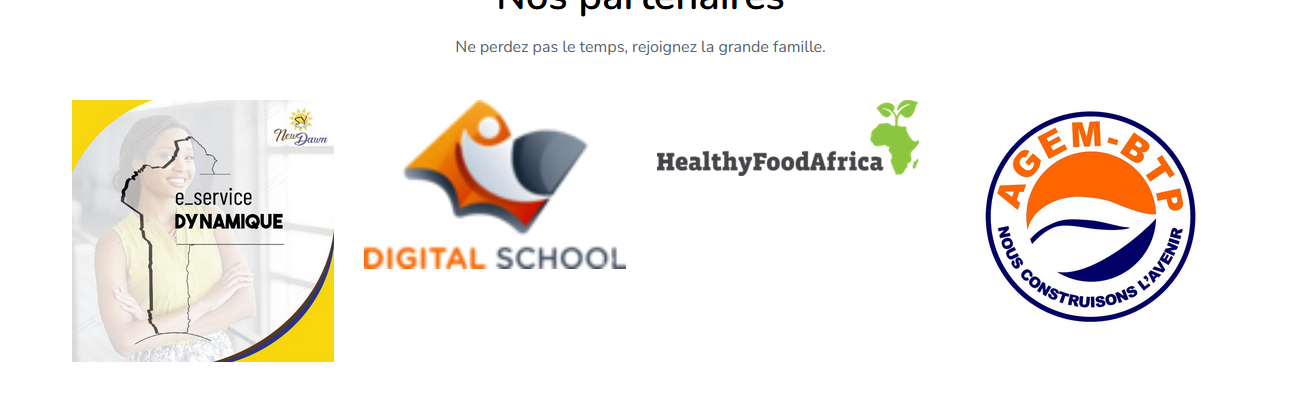 Nos partenaires
Ne perdez pas le temps, rejoignez la grande famille.
SY
New Dawn
e_service
DYNAMIQUE
DIGITAL SCHOOL
HealthyFoodAfrica
AGEM-BTP
NOUS CONSTRUISONS L'AVENIR